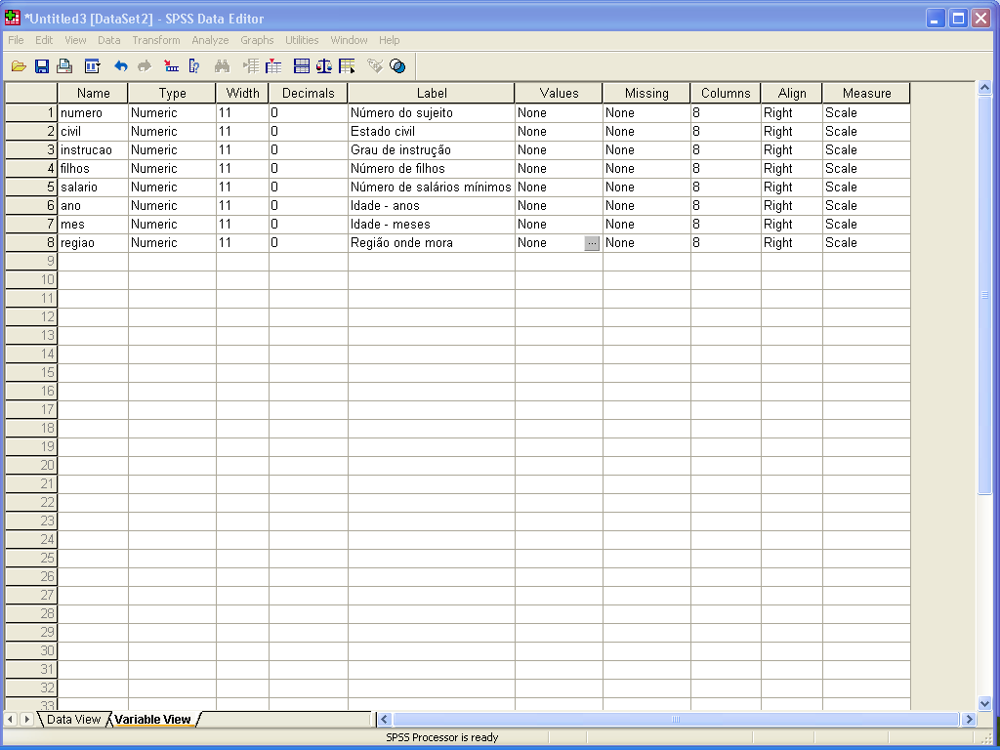 *Untitled3 [DataSet2] - SPSS Data Editor
File Edit View Data Transform Analyze Graphs Utilities Window Help
Name Type Width Decimals Label Values Missing Columns Align Measure
1 numero Numeric 11 0 Número do sujeito None None 8 Right Scale
2 civil Numeric 11 0 Estado civil None None 8 Right Scale
3 instrucao Numeric 11 0 Grau de instrução None None 8 Right Scale
4 filhos Numeric 11 0 Número de filhos None None 8 Right Scale
5 salario Numeric 11 0 Número de salários mínimos None None 8 Right Scale
6 ano Numeric 11 0 Idade - anos None None 8 Right Scale
7 mes Numeric 11 0 Idade - meses None None 8 Right Scale
8 regiao Numeric 11 0 Região onde mora None ... None 8 Right Scale
9
10
11
12
13
14
15
16
17
18
19
20
21
22
23
24
25
26
27
28
29
30
31
32
33
Data View Variable View
SPSS Processor is ready